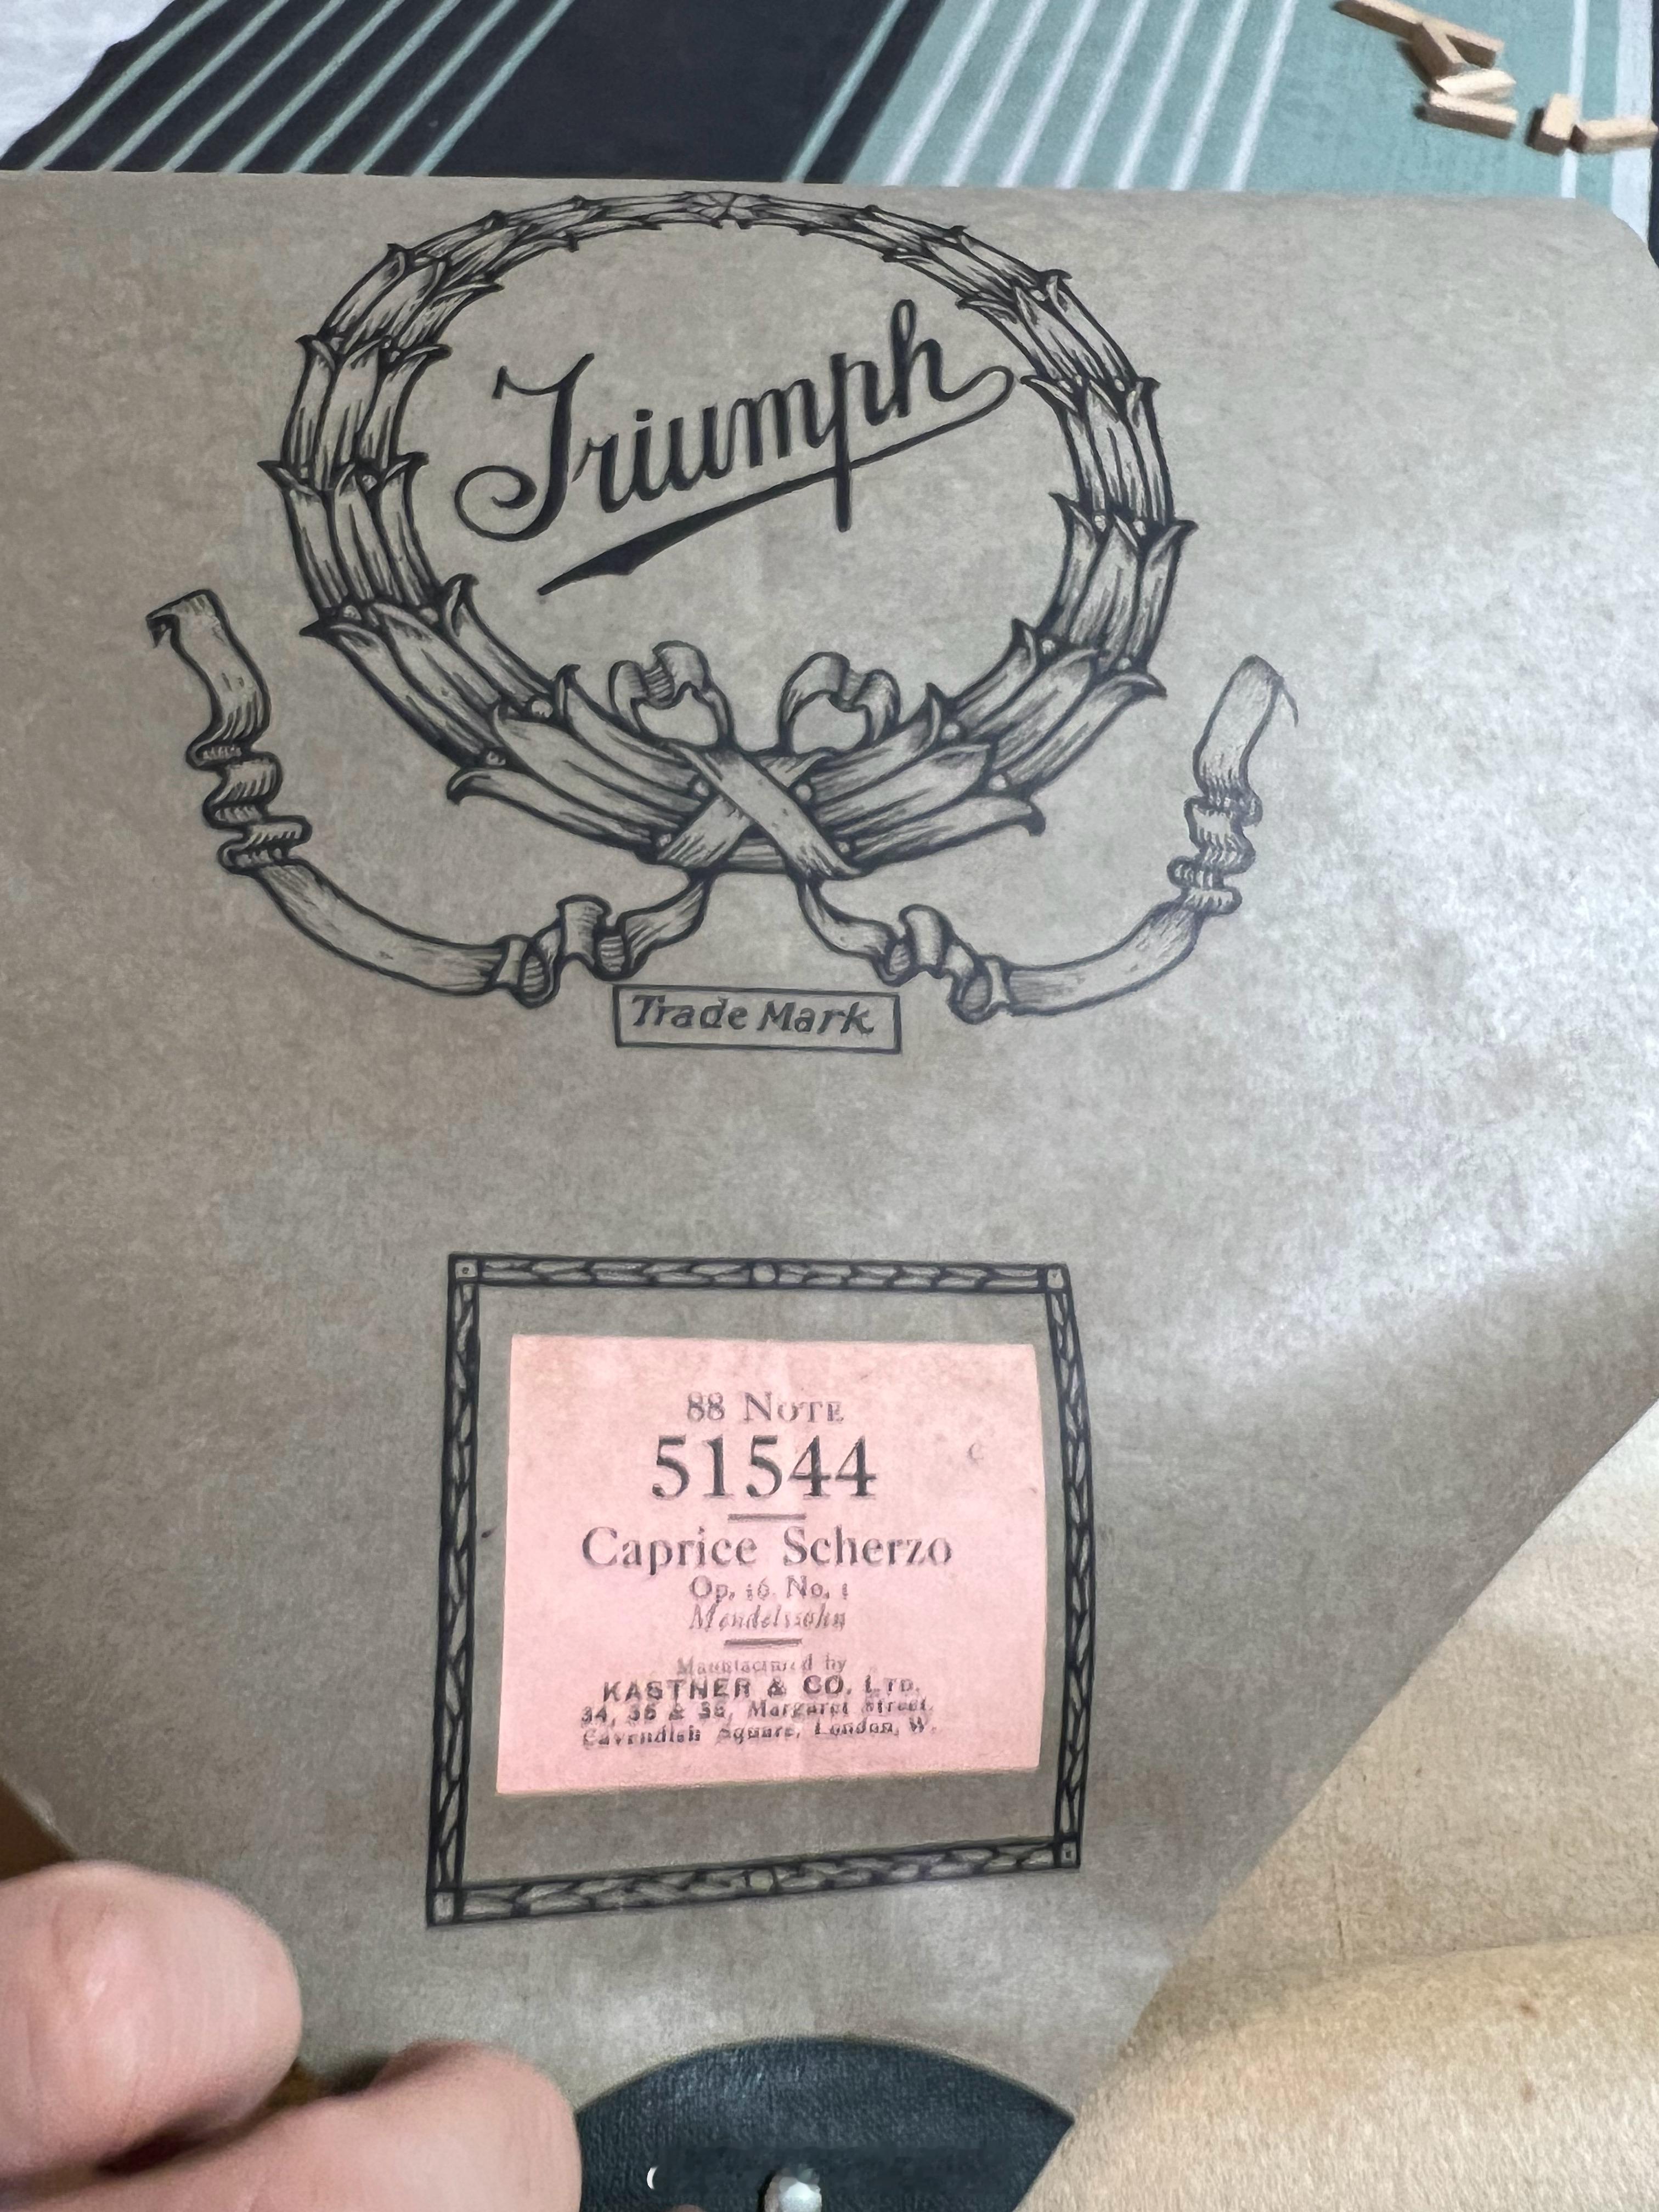 Triumph
Trade Mark
88 NOTE
51544
Caprice Scherzo
Op. 16. No. 1
Mendelssohn
Manufactured by
KASTNER & CO. LTD.
34, 35 & 36, Margaret Street,
Cavendish Square, London, W.